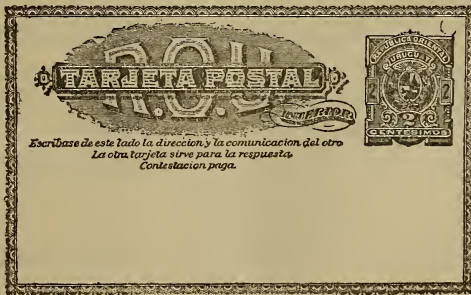 R.O.U.
TARJETA POSTAL
INTERIOR
REPUBLICA ORIENTAL
URUGUAY
2 2
2
CENTESIMOS
Escribase de este lado la direccion y la comunicacion del otro
La otra tarjeta sirve para la respuesta
Contestacion paga.